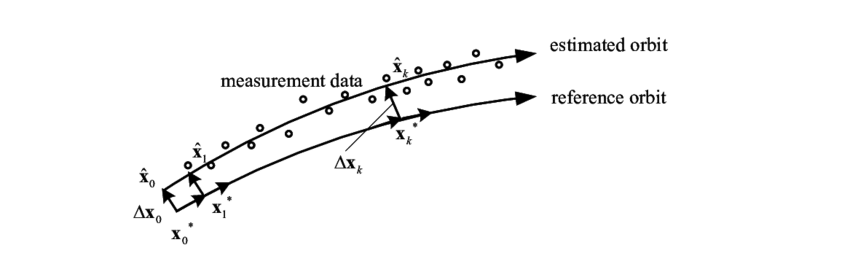 estimated orbit
measurement data
x̂ₖ
reference orbit
xₖ*
Δxₖ
x̂₁
x̂₀
x₁*
Δx₀
x₀*